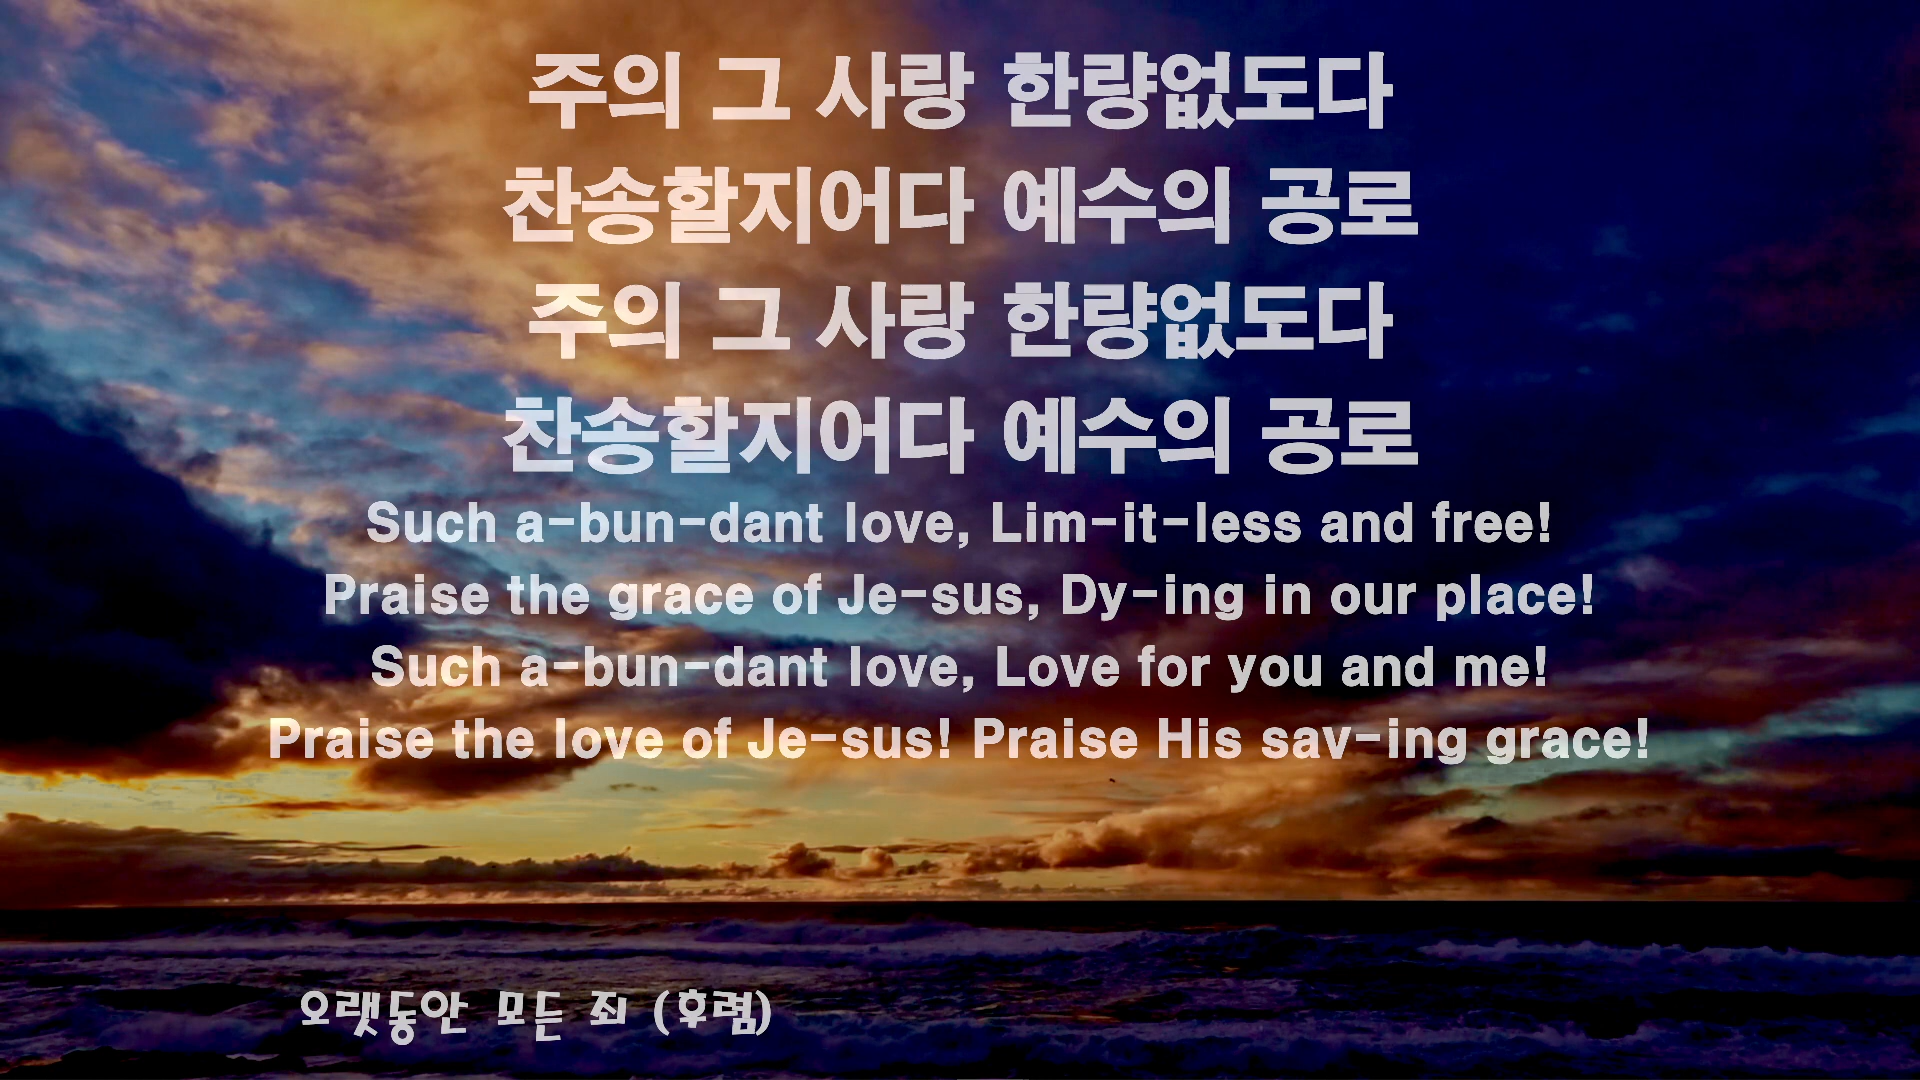 주의 그 사랑 한량없도다
찬송할지어다 예수의 공로
주의 그 사랑 한량없도다
찬송할지어다 예수의 공로
Such a-bun-dant love, Lim-it-less and free!
Praise the grace of Je-sus, Dy-ing in our place!
Such a-bun-dant love, Love for you and me!
Praise the love of Je-sus! Praise His sav-ing grace!
오랫동안 모든 죄 (후렴)